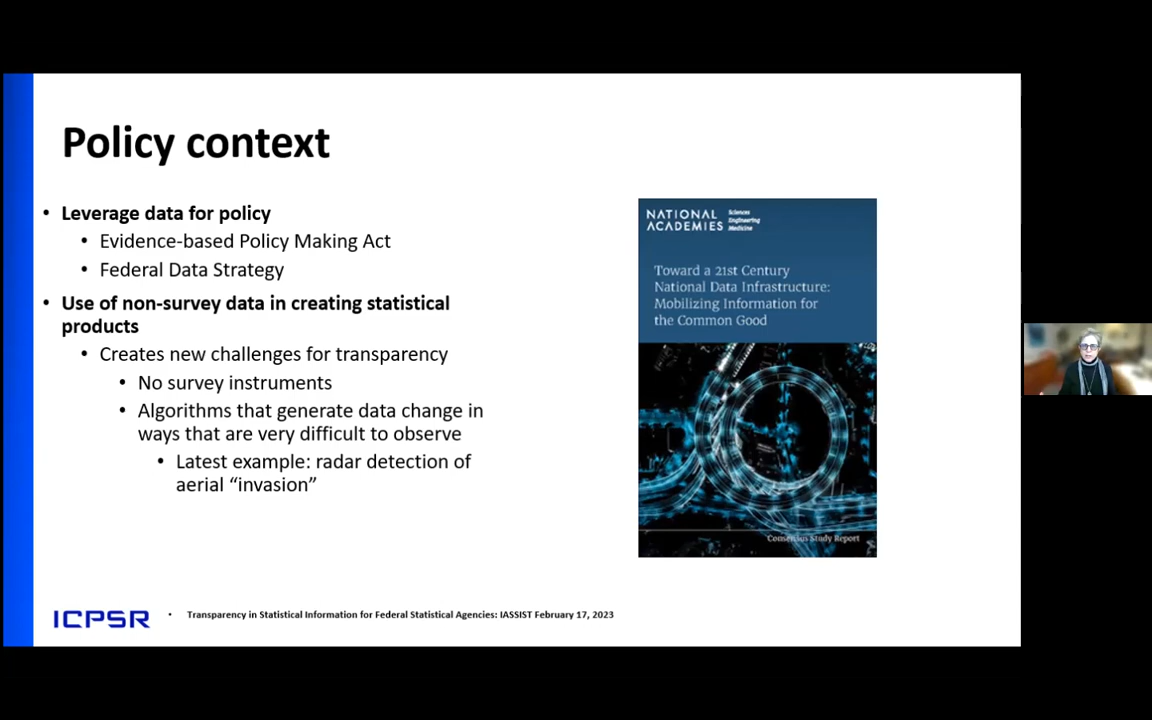 Policy context
• Leverage data for policy
• Evidence-based Policy Making Act
• Federal Data Strategy
• Use of non-survey data in creating statistical
products
• Creates new challenges for transparency
• No survey instruments
• Algorithms that generate data change in
ways that are very difficult to observe
• Latest example: radar detection of
aerial “invasion”
NATIONAL
ACADEMIES
Sciences
Engineering
Medicine
Toward a 21st Century
National Data Infrastructure:
Mobilizing Information for
the Common Good
Consensus Study Report
ICPSR
• Transparency in Statistical Information for Federal Statistical Agencies: IASSIST February 17, 2023